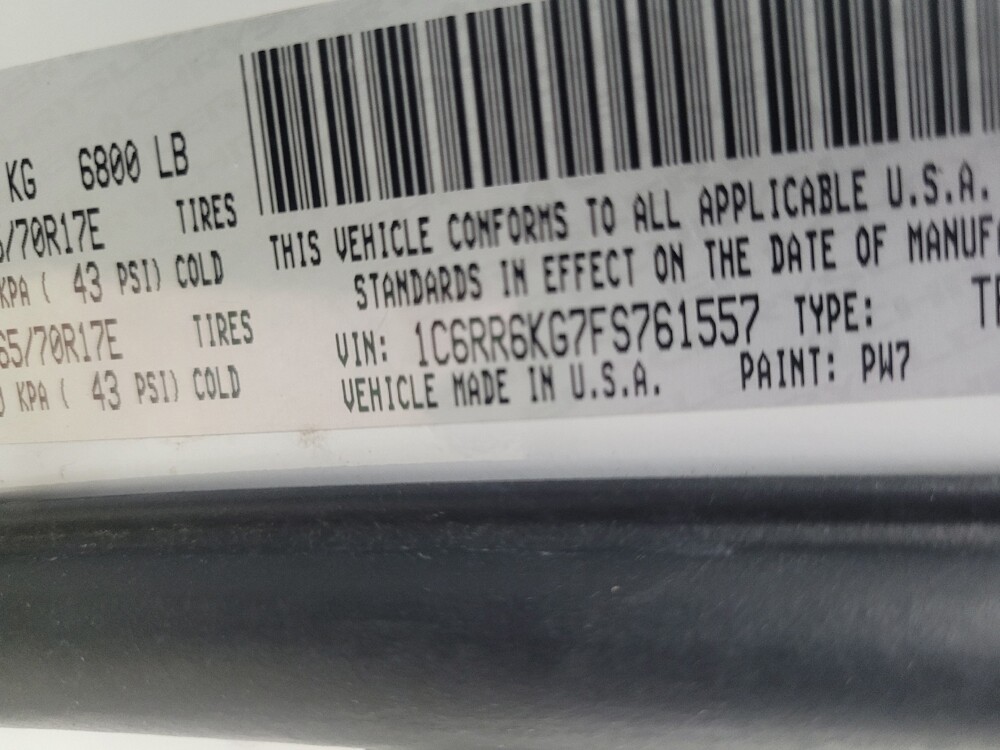 KG 6800 LB
/70R17E TIRES
KPA ( 43 PSI) COLD
65/70R17E TIRES
KPA ( 43 PSI) COLD
THIS VEHICLE CONFORMS TO ALL APPLICABLE U.S.A.
STANDARDS IN EFFECT ON THE DATE OF MANUF
VIN: 1C6RR6KG7FS761557 TYPE:
VEHICLE MADE IN U.S.A. PAINT: PW7